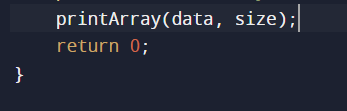 printArray(data, size);
return 0;
}